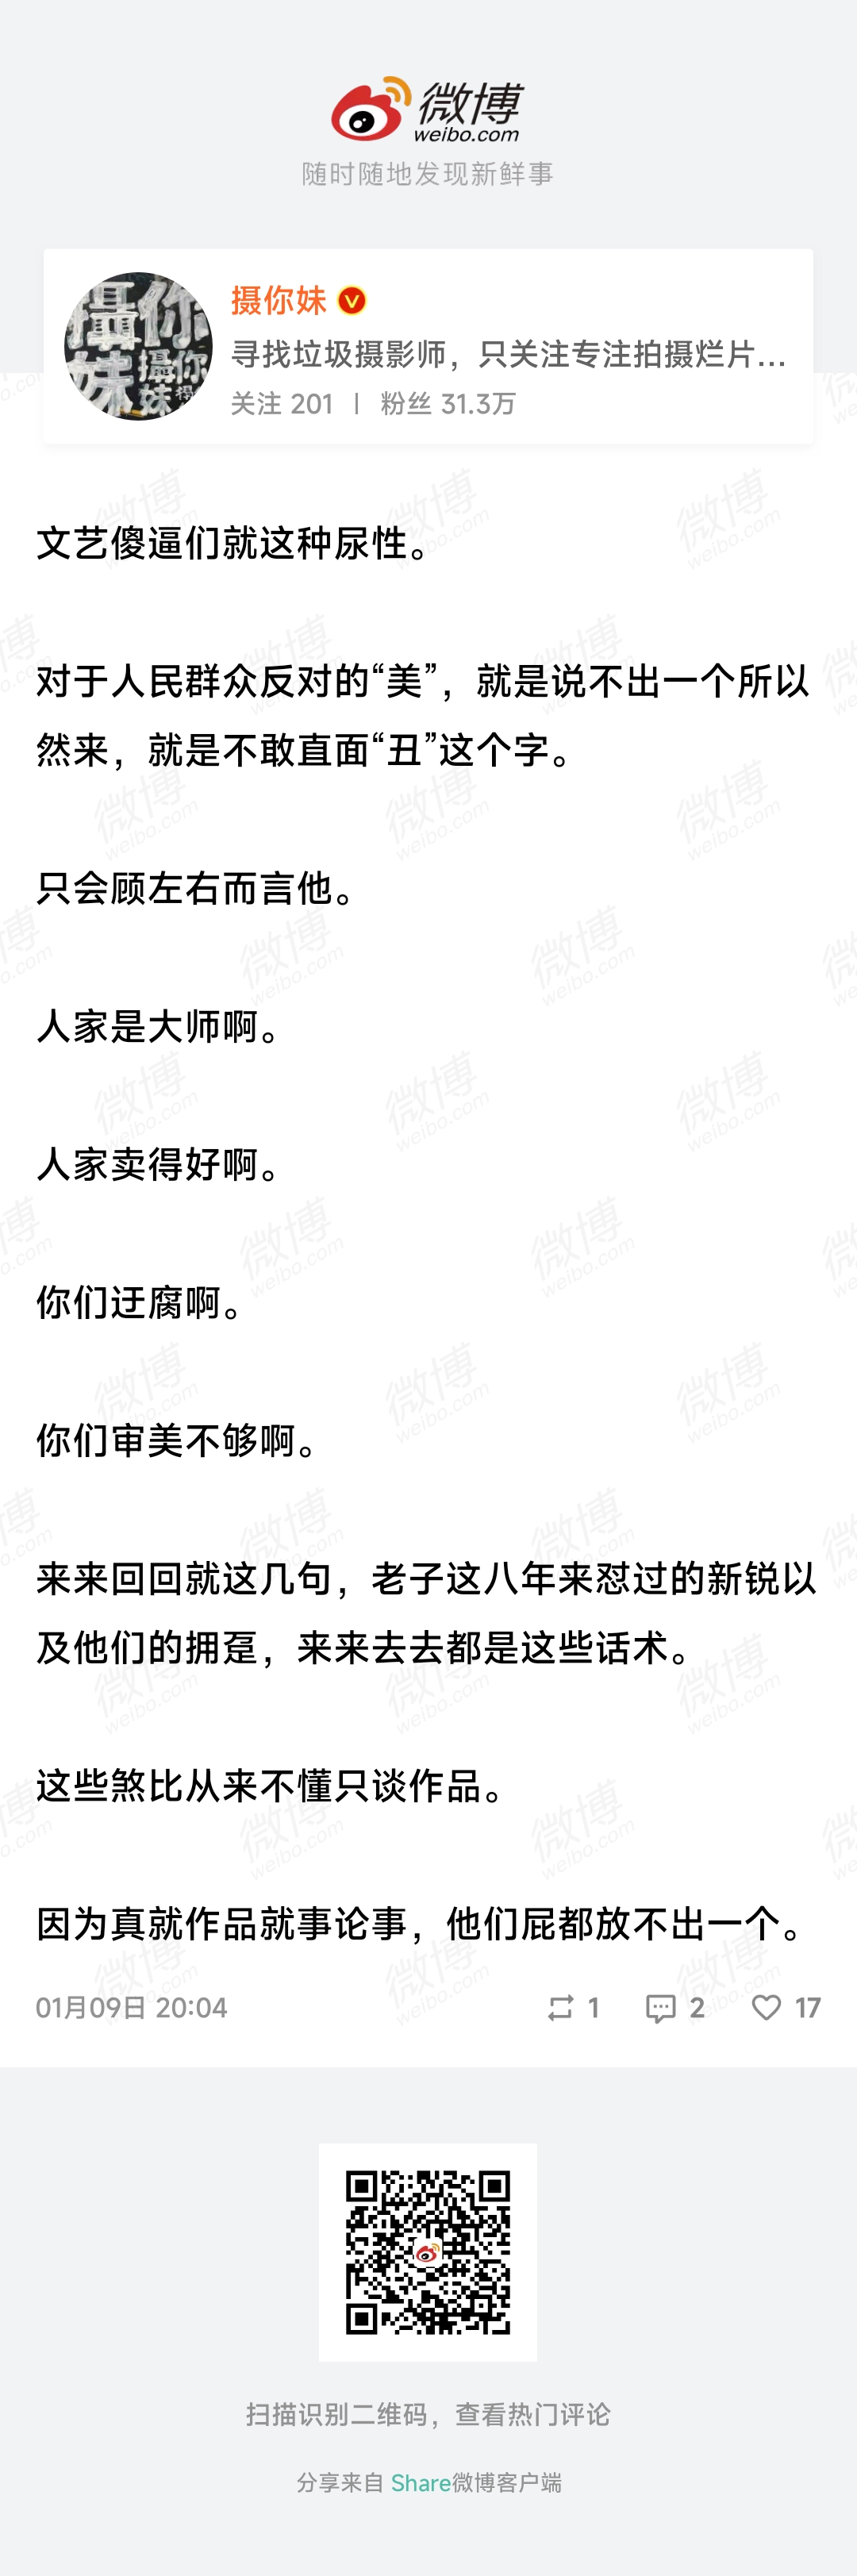 微博
weibo.com
随时随地发现新鲜事
攝你
妹攝你
妹
摄你妹
寻找垃圾摄影师，只关注专注拍摄烂片...
关注 201 | 粉丝 31.3万
文艺傻逼们就这种尿性。
对于人民群众反对的“美”，就是说不出一个所以
然来，就是不敢直面“丑”这个字。
只会顾左右而言他。
人家是大师啊。
人家卖得好啊。
你们迂腐啊。
你们审美不够啊。
来来回回就这几句，老子这八年来怼过的新锐以
及他们的拥趸，来来去去都是这些话术。
这些煞比从来不懂只谈作品。
因为真就作品就事论事，他们屁都放不出一个。
01月09日 20:04 1 2 17
扫描识别二维码，查看热门评论
分享来自 Share微博客户端